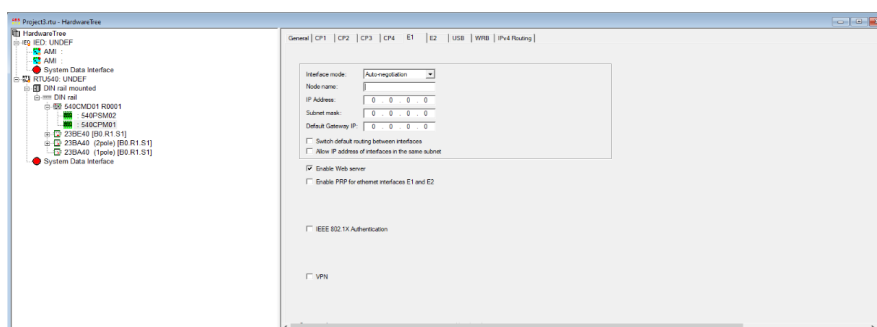 Project3.rtu - HardwareTree
HardwareTree
IED: UNDEF
AMI :
AMI :
System Data Interface
RTU540: UNDEF
DIN rail mounted
DIN rail
540CMD01 R0001
: 540PSM02
: 540CPM01
23BE40 [B0.R1.S1]
23BA40 (2pole) [B0.R1.S1]
23BA40 (1pole) [B0.R1.S1]
System Data Interface
General CP1 CP2 CP3 CP4 E1 E2 USB WRB IPv4 Routing
Interface mode: Auto-negotiation
Node name:
IP Address: 0 . 0 . 0 . 0
Subnet mask: 0 . 0 . 0 . 0
Default Gateway IP: 0 . 0 . 0 . 0
Switch default routing between interfaces
Allow IP address of interfaces in the same subnet
Enable Web server
Enable PRP for ethernet interfaces E1 and E2
IEEE 802.1X Authentication
VPN